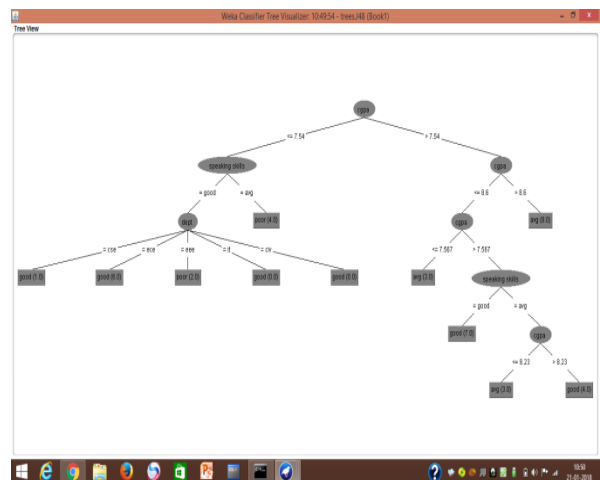 Weka Classifier Tree Visualizer: 10:49:54 - trees.J48 (Book1)
Tree View
cgpa
<= 7.54 > 7.54
speaking skills cgpa
= good = avg <= 8.6 > 8.6
dept poor (4.0) cgpa avg (8.0)
= cse = ece = eee = it = civ <= 7.567 > 7.567
good (1.0) good (0.0) poor (2.0) good (0.0) good (0.0) avg (3.0) speaking skills
= good = avg
good (7.0) cgpa
<= 8.23 > 8.23
avg (3.0) good (4.0)
10:50
21-01-2018